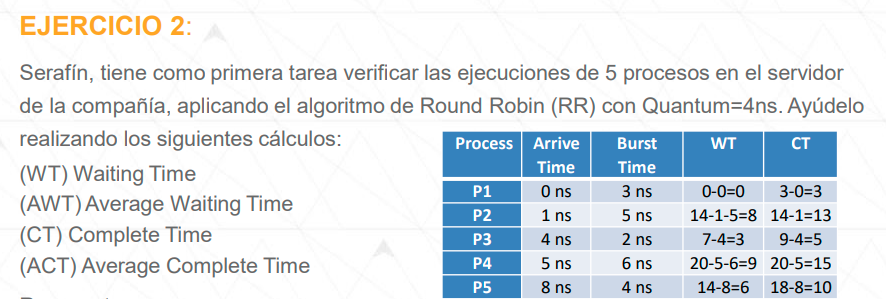 EJERCICIO 2:
Serafín, tiene como primera tarea verificar las ejecuciones de 5 procesos en el servidor
de la compañía, aplicando el algoritmo de Round Robin (RR) con Quantum=4ns. Ayúdelo
realizando los siguientes cálculos:
(WT) Waiting Time
(AWT) Average Waiting Time
(CT) Complete Time
(ACT) Average Complete Time
Process Arrive Time Burst Time WT CT
P1 0 ns 3 ns 0-0=0 3-0=3
P2 1 ns 5 ns 14-1-5=8 14-1=13
P3 4 ns 2 ns 7-4=3 9-4=5
P4 5 ns 6 ns 20-5-6=9 20-5=15
P5 8 ns 4 ns 14-8=6 18-8=10